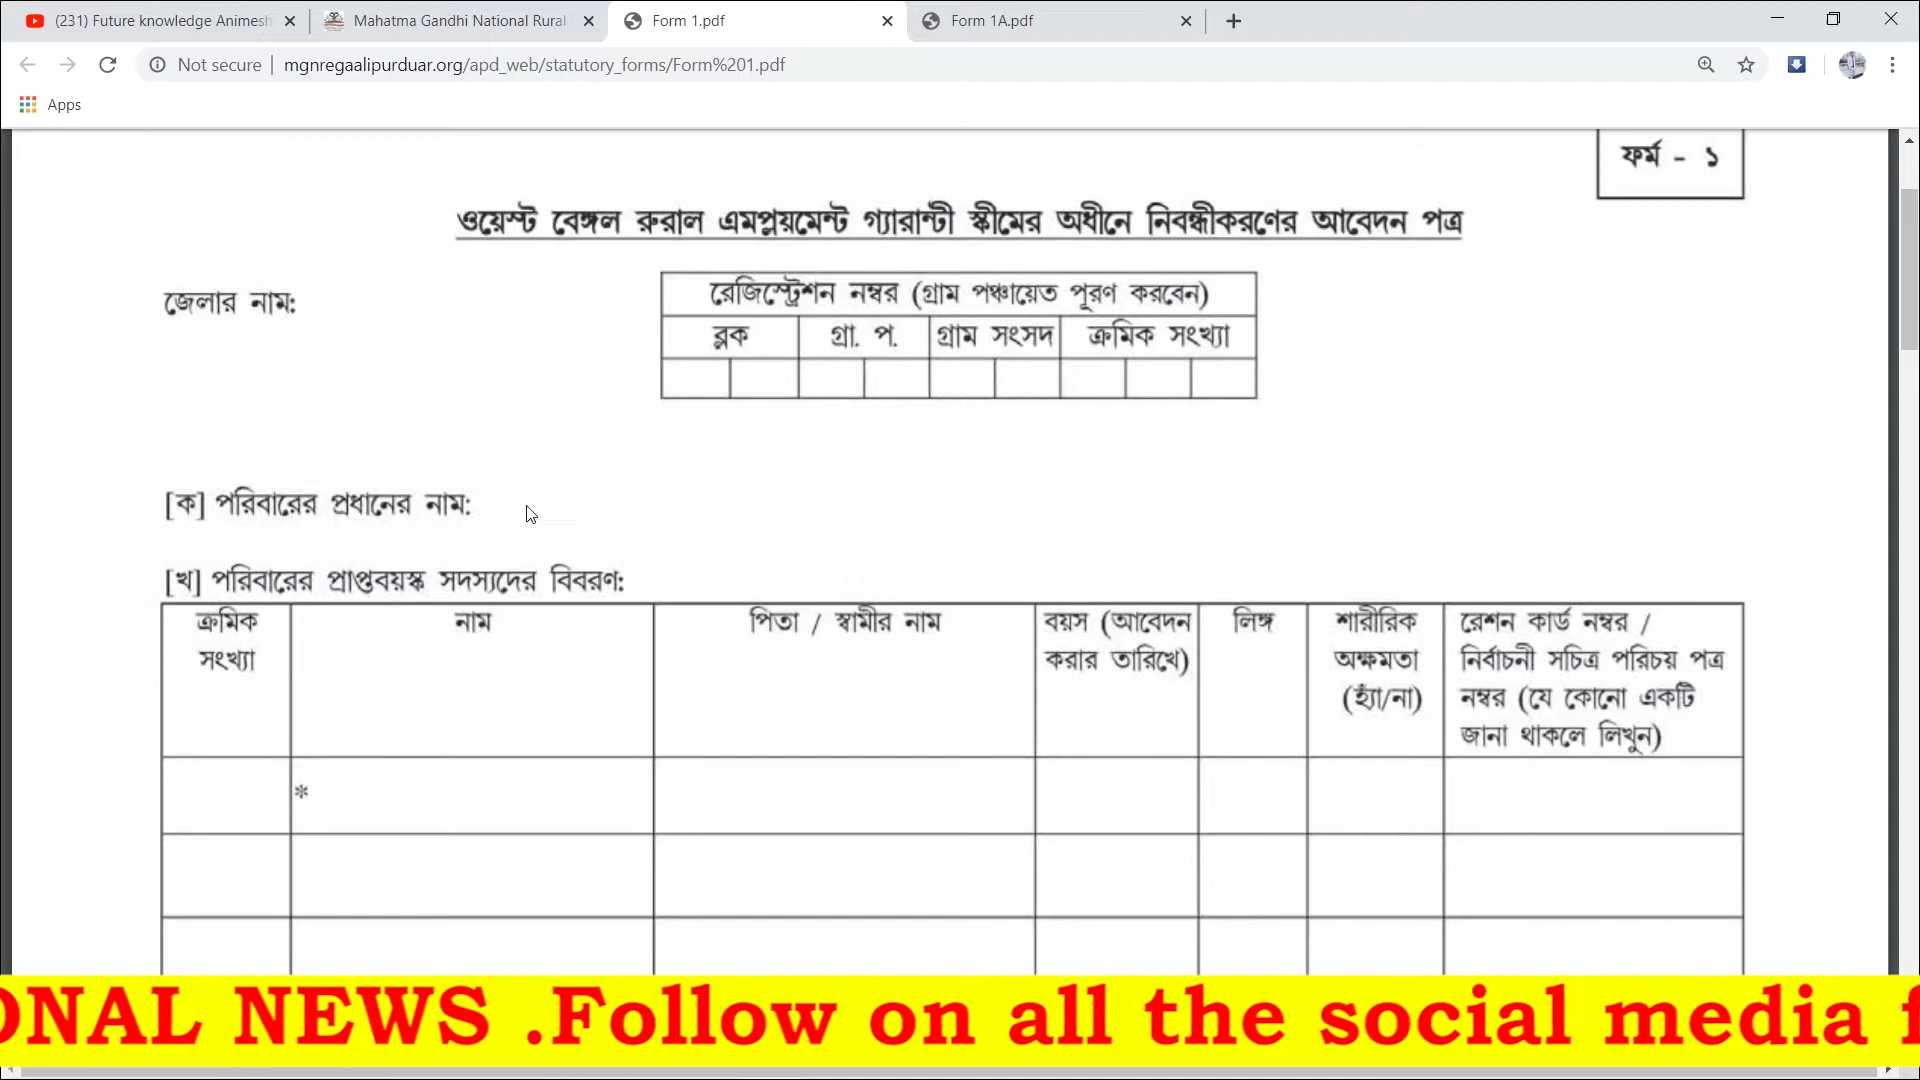 (231) Future knowledge Animesh
Mahatma Gandhi National Rural
Form 1.pdf
Form 1A.pdf
Not secure
mgnregaalipurduar.org/apd_web/statutory_forms/Form%201.pdf
Apps
ফর্ম - ১
ওয়েস্ট বেঙ্গল রুরাল এমপ্লয়মেন্ট গ্যারান্টী স্কীমের অধীনে নিবন্ধীকরণের আবেদন পত্র
জেলার নাম:
রেজিস্ট্রেশন নম্বর (গ্রাম পঞ্চায়েত পূরণ করবেন)
ব্লক গ্রা. প. গ্রাম সংসদ ক্রমিক সংখ্যা
[ক] পরিবারের প্রধানের নাম:
[খ] পরিবারের প্রাপ্তবয়স্ক সদস্যদের বিবরণ:
ক্রমিক সংখ্যা
নাম
পিতা / স্বামীর নাম
বয়স (আবেদন
করার তারিখে)
লিঙ্গ
শারীরিক
অক্ষমতা
(হ্যাঁ/না)
রেশন কার্ড নম্বর /
নির্বাচনী সচিত্র পরিচয় পত্র
নম্বর (যে কোনো একটি
জানা থাকলে লিখুন)
*
ONAL NEWS .Follow on all the social media f